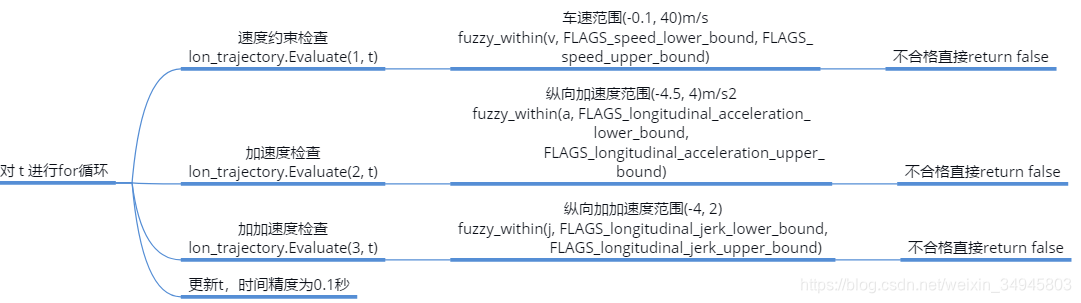 对 t 进行for循环
速度约束检查
lon_trajectory.Evaluate(1, t)
车速范围(-0.1, 40)m/s
fuzzy_within(v, FLAGS_speed_lower_bound, FLAGS_
speed_upper_bound)
不合格直接return false
加速度检查
lon_trajectory.Evaluate(2, t)
纵向加速度范围(-4.5, 4)m/s2
fuzzy_within(a, FLAGS_longitudinal_acceleration_
lower_bound,
FLAGS_longitudinal_acceleration_upper_
bound)
不合格直接return false
加加速度检查
lon_trajectory.Evaluate(3, t)
纵向加加速度范围(-4, 2)
fuzzy_within(j, FLAGS_longitudinal_jerk_lower_bound,
FLAGS_longitudinal_jerk_upper_bound)
不合格直接return false
更新t，时间精度为0.1秒
https://blog.csdn.net/weixin_34945803